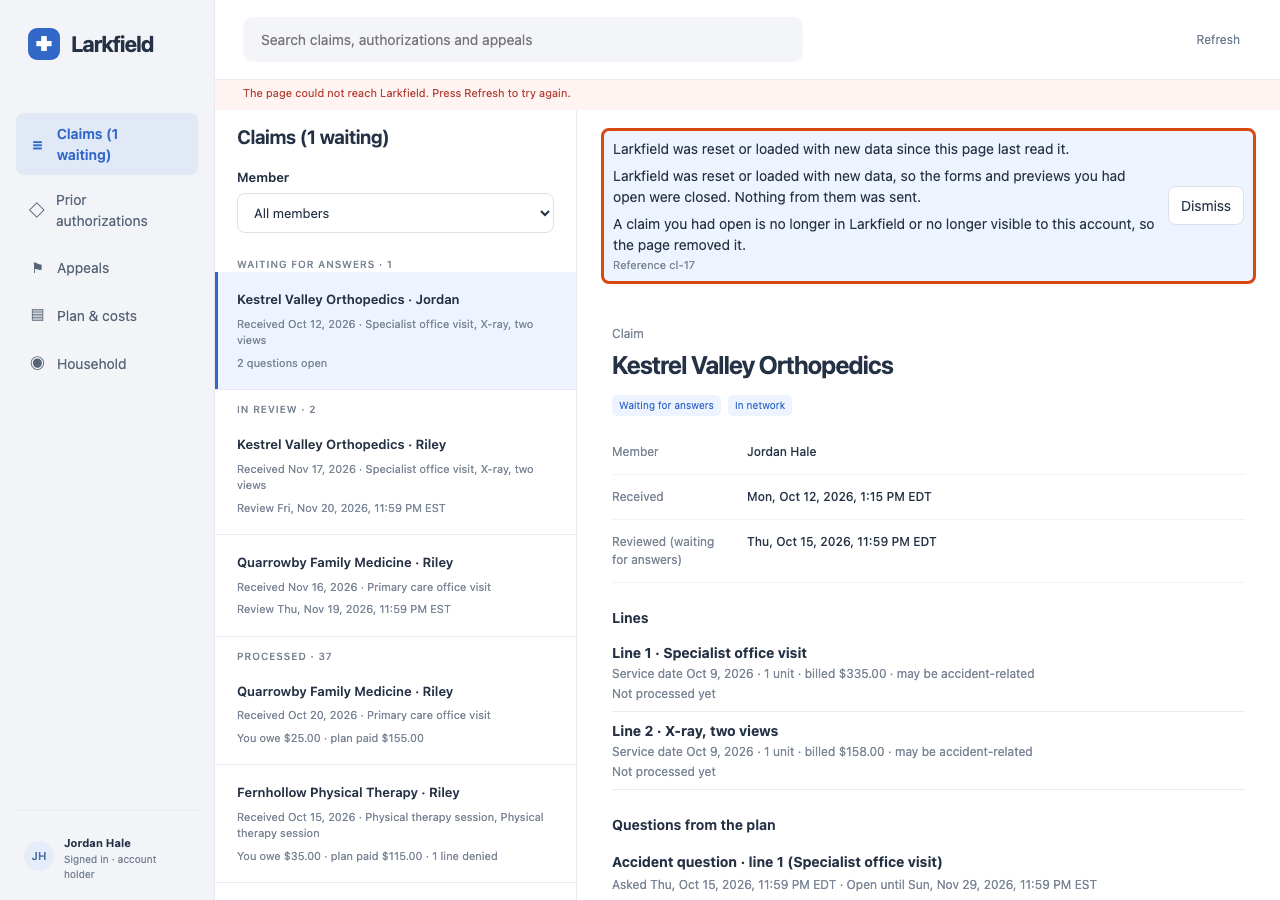 Larkfield
Search claims, authorizations and appeals
Refresh
The page could not reach Larkfield. Press Refresh to try again.
Claims (1
waiting)
Prior
authorizations
Appeals
Plan & costs
Household
JH
Jordan Hale
Signed in · account
holder
Claims (1 waiting)
Member
All members
WAITING FOR ANSWERS · 1
Kestrel Valley Orthopedics · Jordan
Received Oct 12, 2026 · Specialist office visit, X-ray, two
views
2 questions open
IN REVIEW · 2
Kestrel Valley Orthopedics · Riley
Received Nov 17, 2026 · Specialist office visit, X-ray, two
views
Review Fri, Nov 20, 2026, 11:59 PM EST
Quarrowby Family Medicine · Riley
Received Nov 16, 2026 · Primary care office visit
Review Thu, Nov 19, 2026, 11:59 PM EST
PROCESSED · 37
Quarrowby Family Medicine · Riley
Received Oct 20, 2026 · Primary care office visit
You owe $25.00 · plan paid $155.00
Fernhollow Physical Therapy · Riley
Received Oct 15, 2026 · Physical therapy session, Physical
therapy session
You owe $35.00 · plan paid $115.00 · 1 line denied
Larkfield was reset or loaded with new data since this page last read it.
Larkfield was reset or loaded with new data, so the forms and previews you had
open were closed. Nothing from them was sent.
A claim you had open is no longer in Larkfield or no longer visible to this account, so
the page removed it.
Reference cl-17
Dismiss
Claim
Kestrel Valley Orthopedics
Waiting for answers
In network
Member
Jordan Hale
Received
Mon, Oct 12, 2026, 1:15 PM EDT
Reviewed (waiting
for answers)
Thu, Oct 15, 2026, 11:59 PM EDT
Lines
Line 1 · Specialist office visit
Service date Oct 9, 2026 · 1 unit · billed $335.00 · may be accident-related
Not processed yet
Line 2 · X-ray, two views
Service date Oct 9, 2026 · 1 unit · billed $158.00 · may be accident-related
Not processed yet
Questions from the plan
Accident question · line 1 (Specialist office visit)
Asked Thu, Oct 15, 2026, 11:59 PM EDT · Open until Sun, Nov 29, 2026, 11:59 PM EST